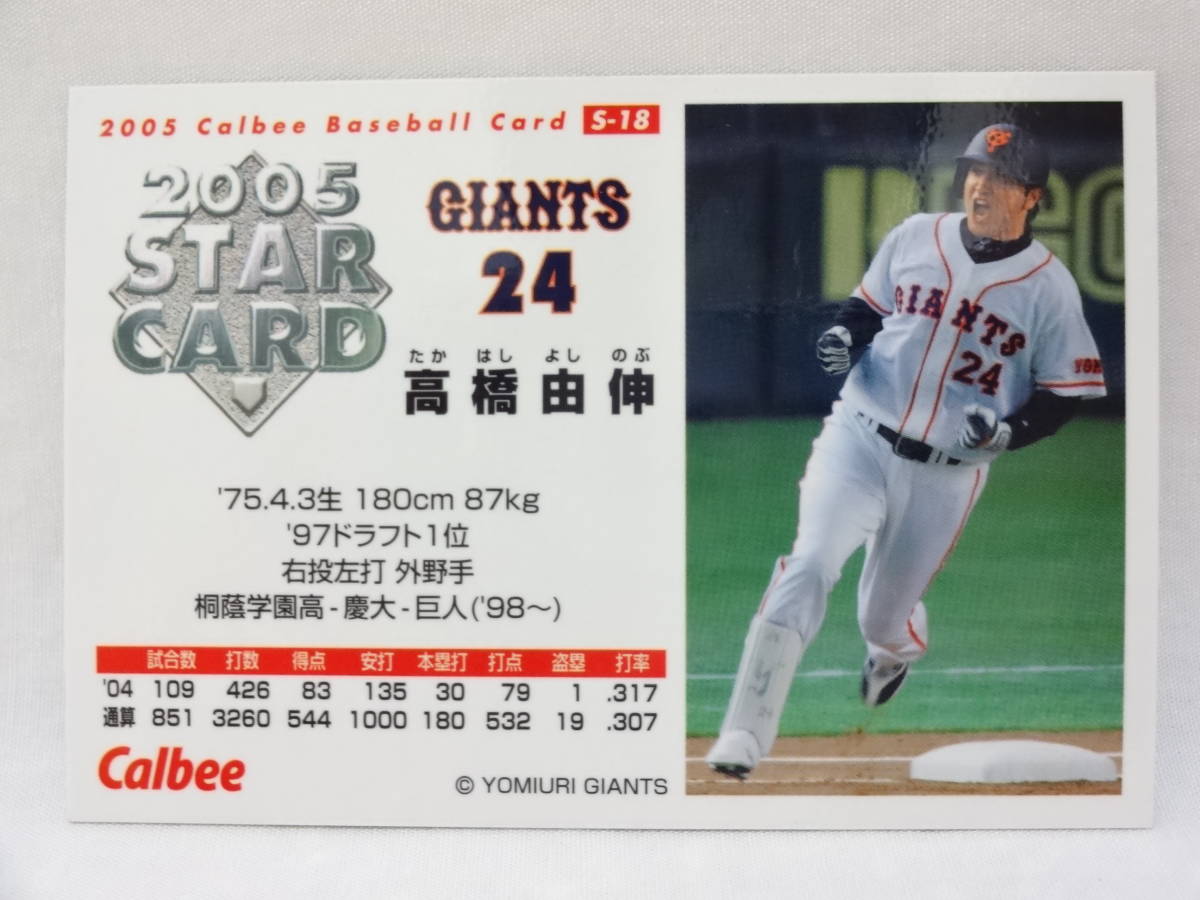 2005 Calbee Baseball Card S-18
2005
STAR
CARD
GIANTS
24
たか はし よし のぶ
高橋由伸
'75.4.3生 180cm 87kg
'97ドラフト1位
右投左打 外野手
桐蔭学園高-慶大-巨人('98～)
試合数 打数 得点 安打 本塁打 打点 盗塁 打率
'04 109 426 83 135 30 79 1 .317
通算 851 3260 544 1000 180 532 19 .307
Calbee
© YOMIURI GIANTS
GIANTS
24